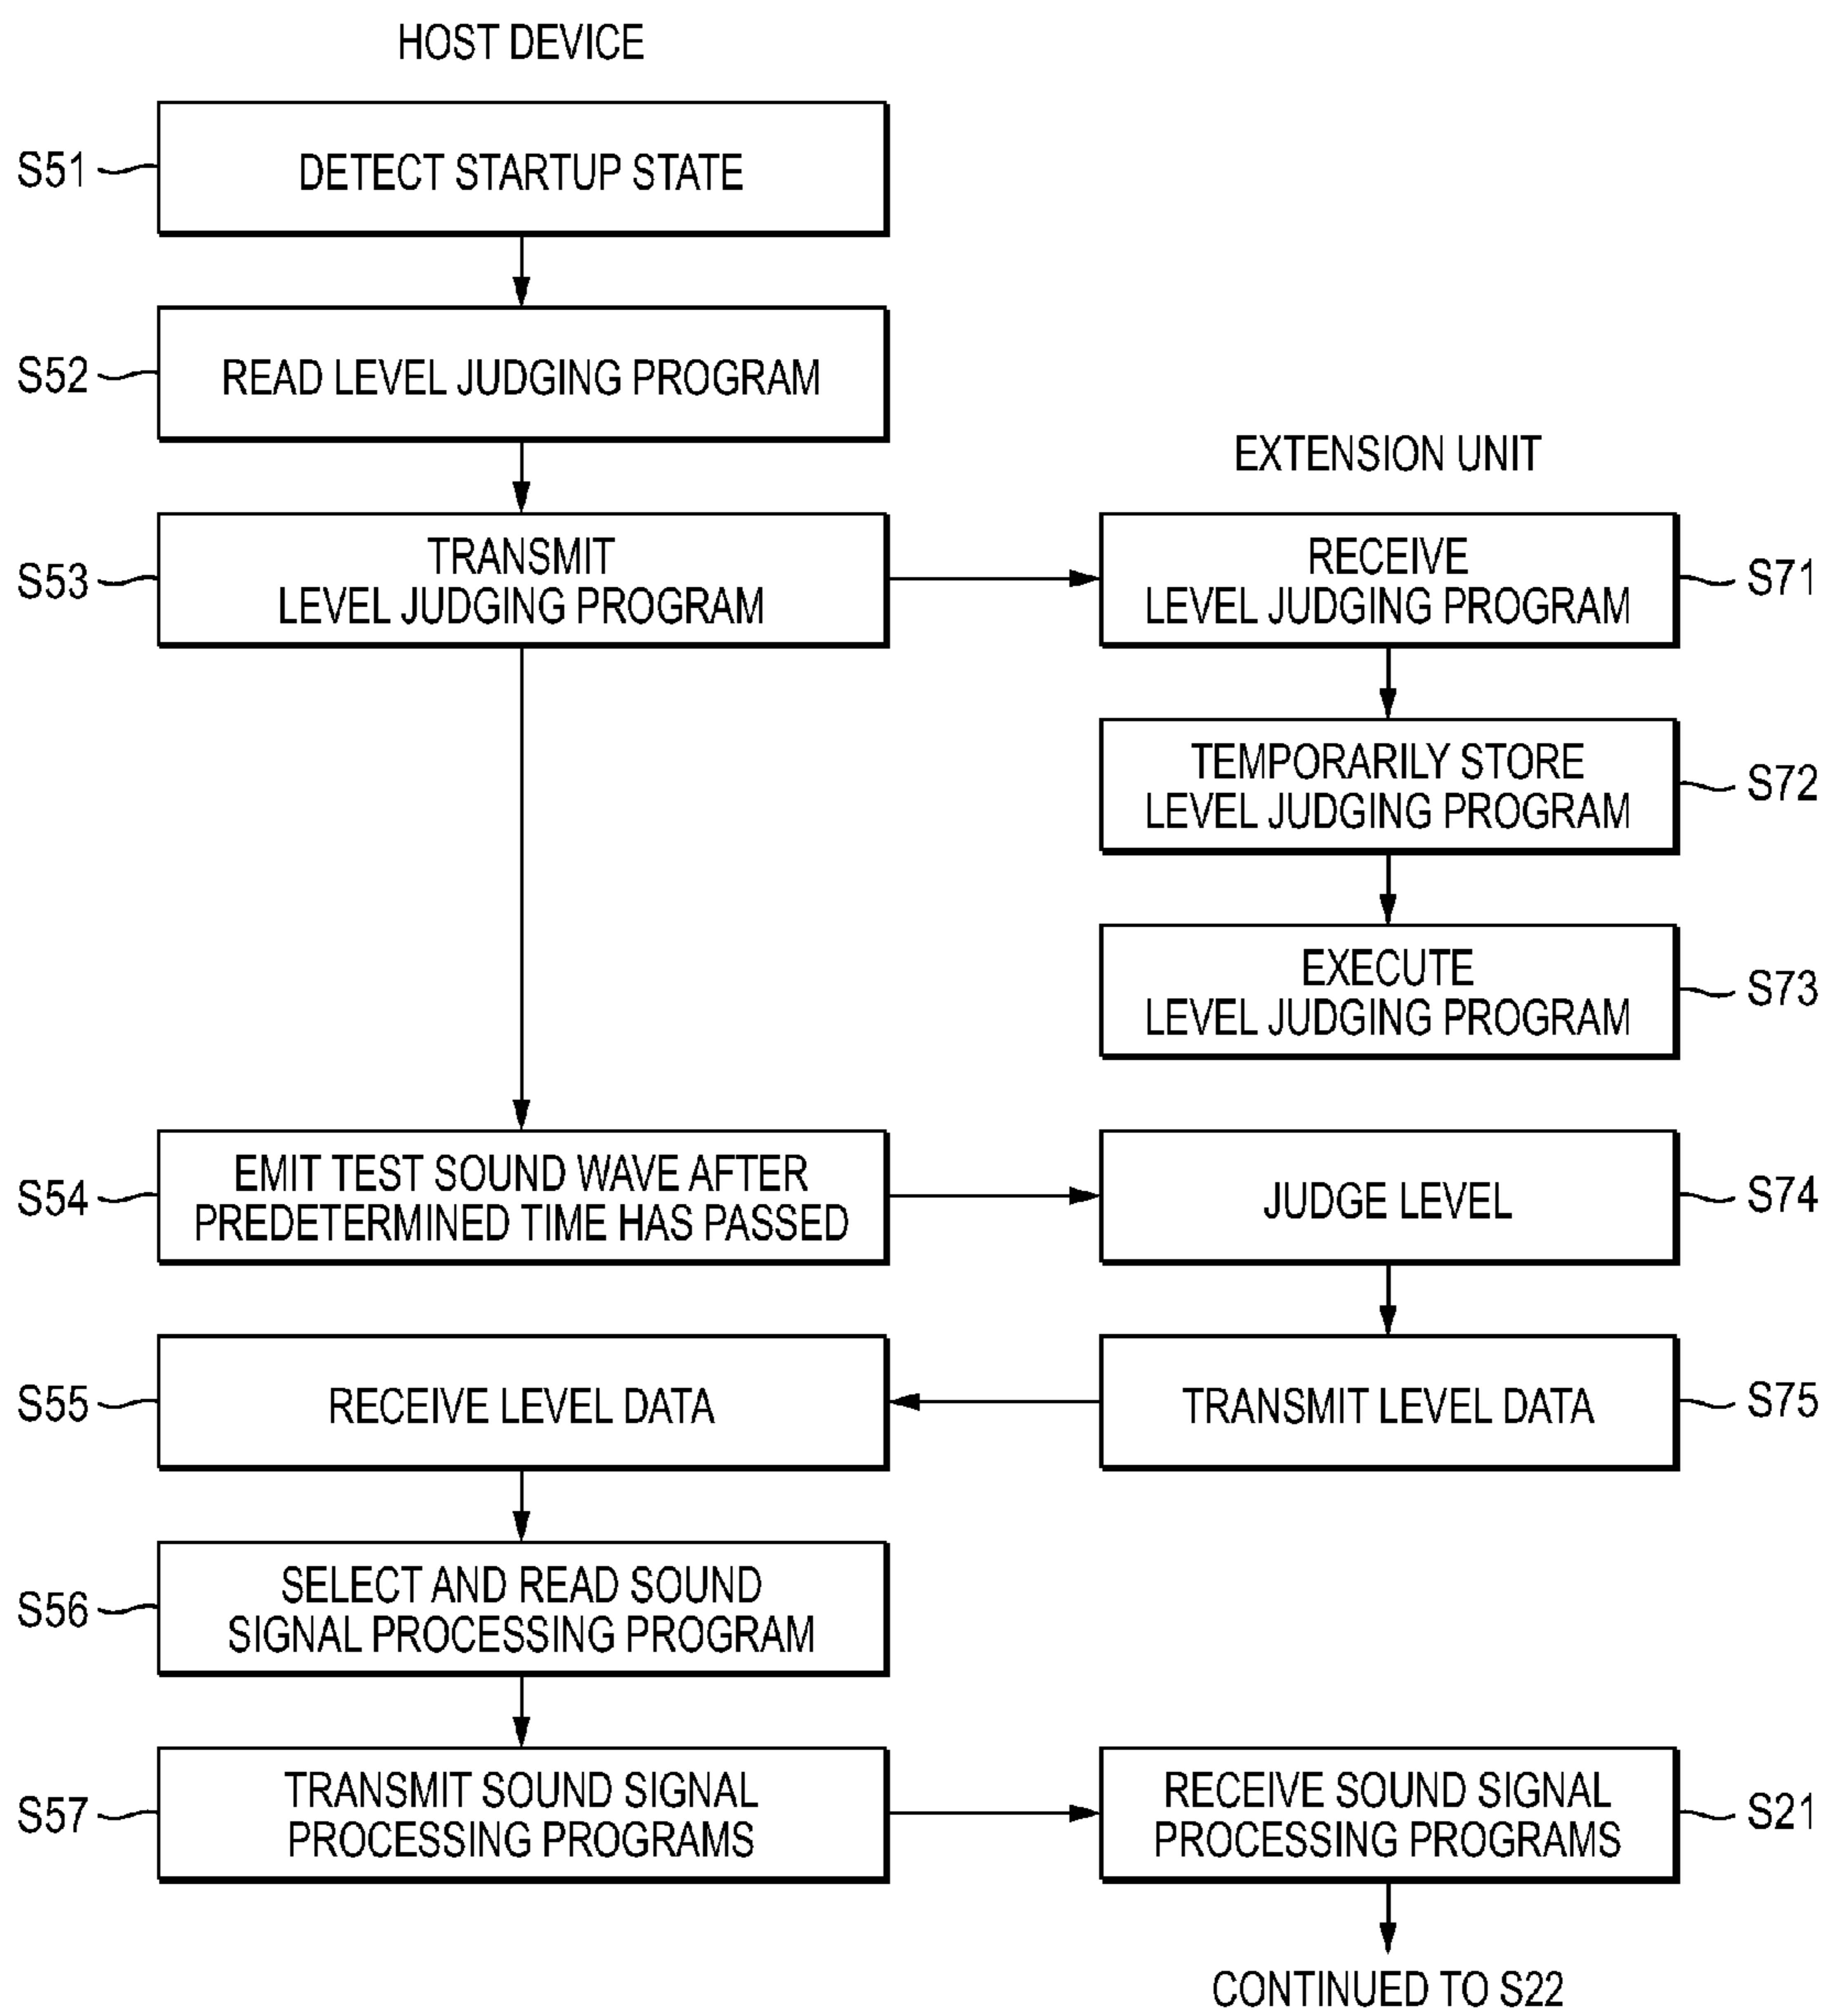 HOST DEVICE
S51
DETECT STARTUP STATE
S52
READ LEVEL JUDGING PROGRAM
EXTENSION UNIT
S53
TRANSMIT
LEVEL JUDGING PROGRAM
RECEIVE
LEVEL JUDGING PROGRAM
S71
TEMPORARILY STORE
LEVEL JUDGING PROGRAM
S72
EXECUTE
LEVEL JUDGING PROGRAM
S73
S54
EMIT TEST SOUND WAVE AFTER
PREDETERMINED TIME HAS PASSED
JUDGE LEVEL
S74
S55
RECEIVE LEVEL DATA
TRANSMIT LEVEL DATA
S75
S56
SELECT AND READ SOUND
SIGNAL PROCESSING PROGRAM
S57
TRANSMIT SOUND SIGNAL
PROCESSING PROGRAMS
RECEIVE SOUND SIGNAL
PROCESSING PROGRAMS
S21
CONTINUED TO S22